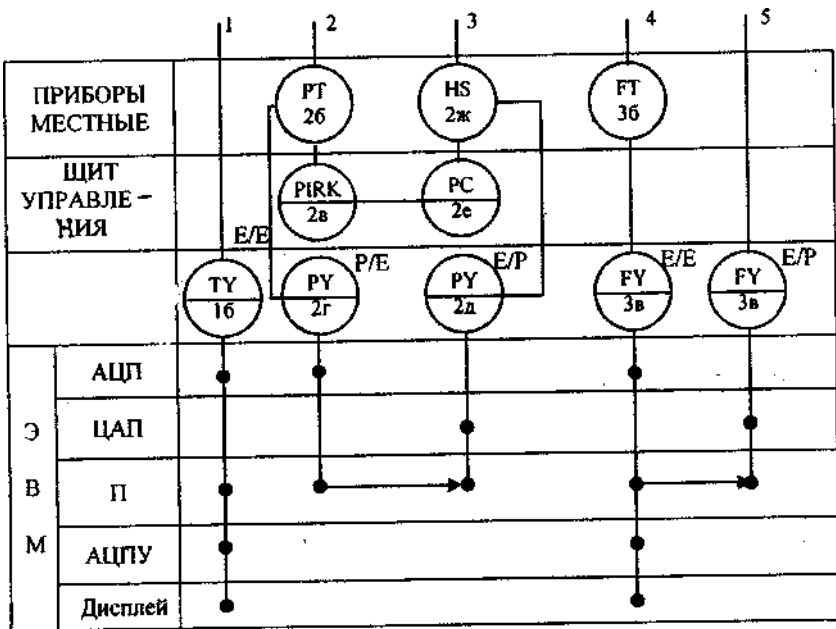 1 2 3 4 5
ПРИБОРЫ
МЕСТНЫЕ
PT
2б
HS
2ж
FT
3б
ЩИТ
УПРАВЛЕ –
НИЯ
PIRK
2в
PC
2е
E/E
TY
1б
PY
2г
P/E
PY
2д
E/P
FY
3в
E/E
FY
3в
E/P
Э
В
М
АЦП
ЦАП
П
АЦПУ
Дисплей